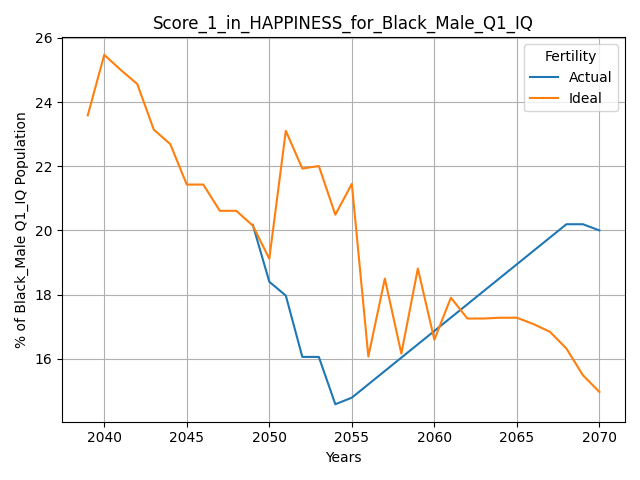 Score_1_in_HAPPINESS_for_Black_Male_Q1_IQ
% of Black_Male Q1_IQ Population
26
24
22
20
18
16
Fertility
Actual
Ideal
2040
2045
2050
2055
2060
2065
2070
Years